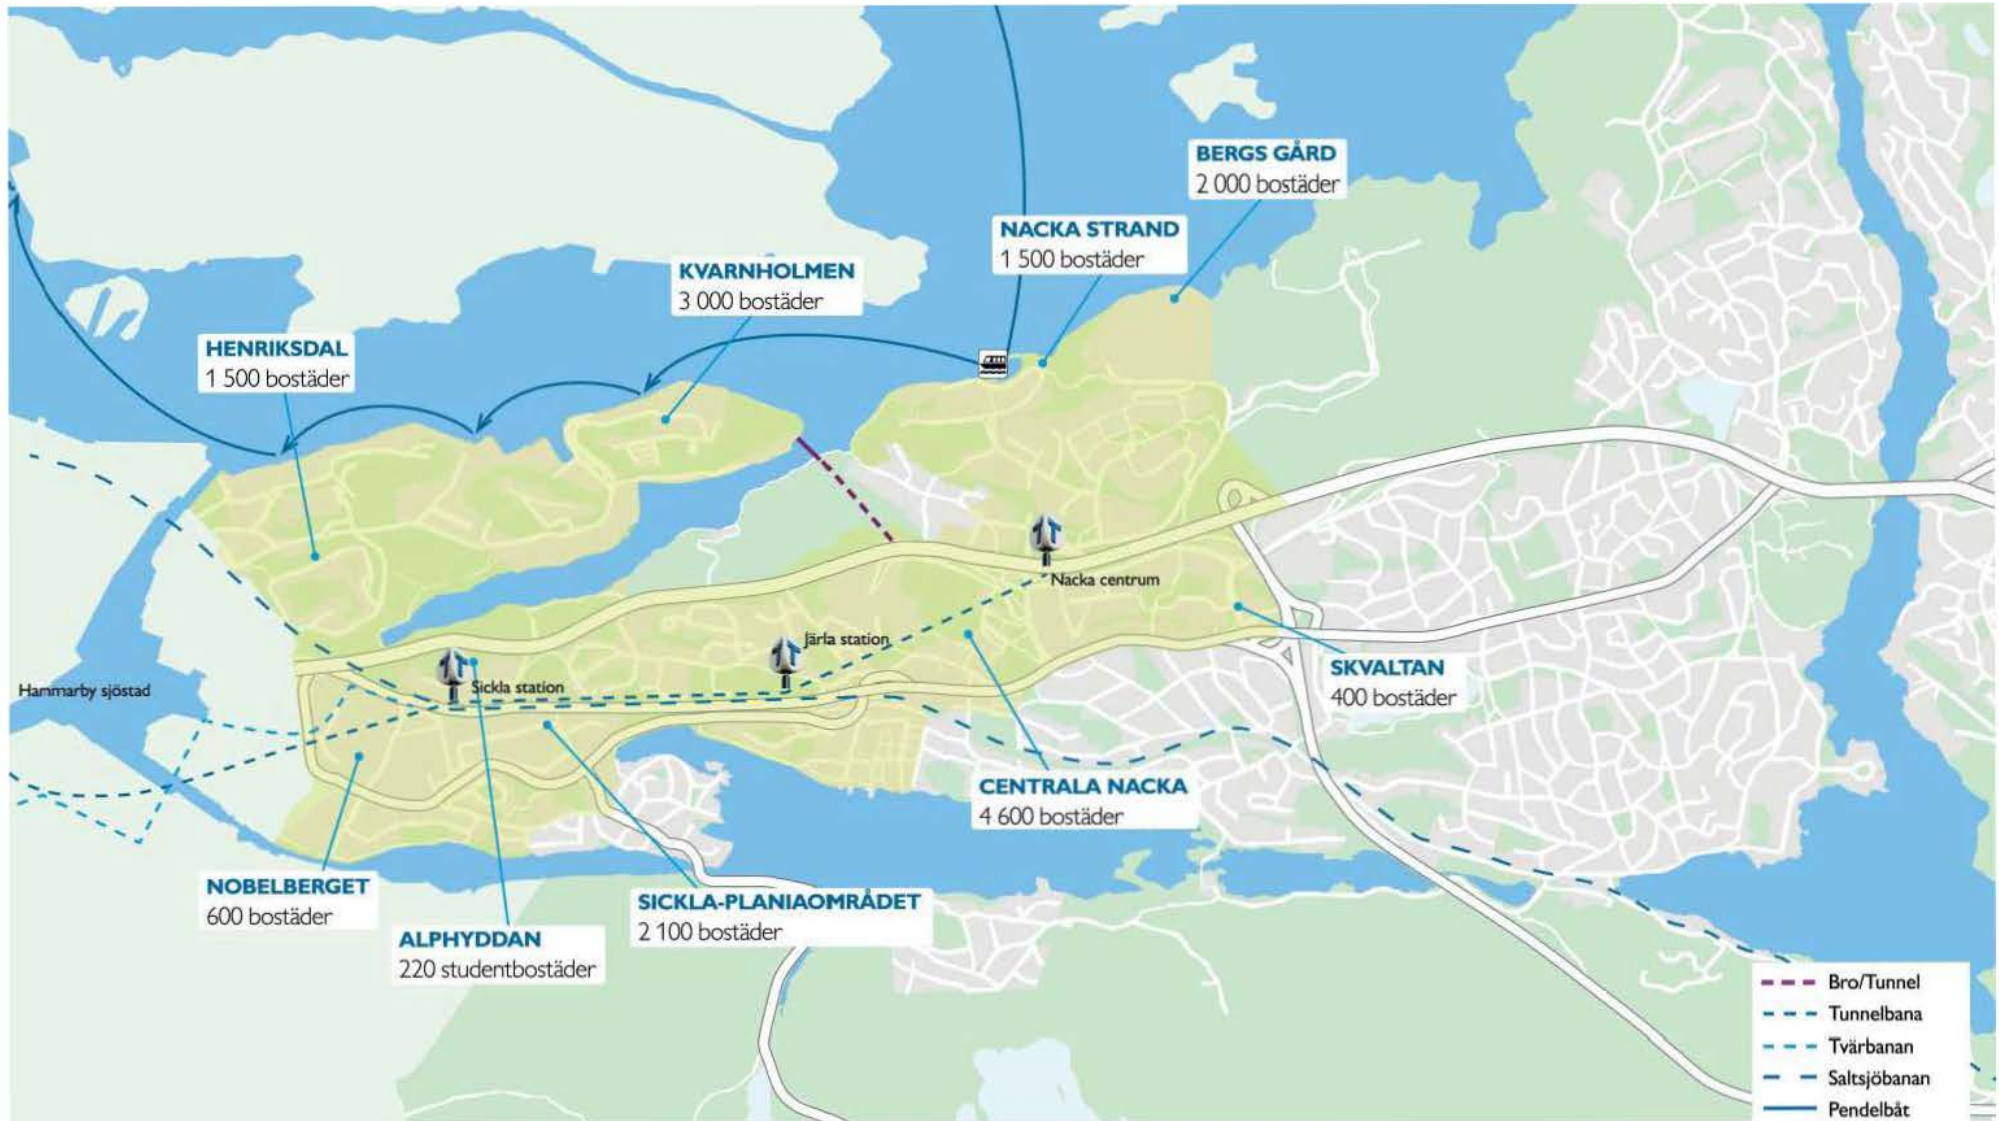 BERGS GÅRD
2 000 bostäder
NACKA STRAND
1 500 bostäder
KVARNHOLMEN
3 000 bostäder
HENRIKSDAL
1 500 bostäder
Nacka centrum
Järla station
Sickla station
Hammarby sjöstad
SKVALTAN
400 bostäder
CENTRALA NACKA
4 600 bostäder
NOBELBERGET
600 bostäder
SICKLA-PLANIAOMRÅDET
2 100 bostäder
ALPHYDDAN
220 studentbostäder
Bro/Tunnel
Tunnelbana
Tvärbanan
Saltsjöbanan
Pendelbåt